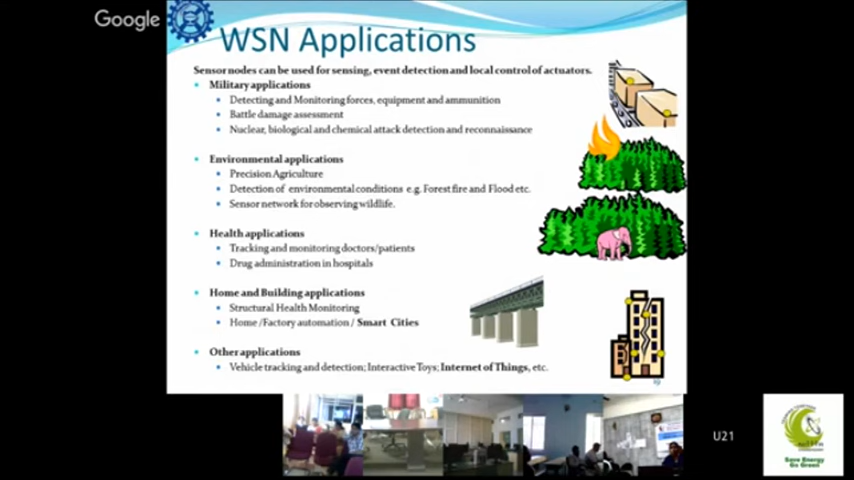 Google
WSN Applications
Sensor nodes can be used for sensing, event detection and local control of actuators.
Military applications
Detecting and Monitoring forces, equipment and ammunition
Battle damage assessment
Nuclear, biological and chemical attack detection and reconnaissance
Environmental applications
Precision Agriculture
Detection of environmental conditions e.g. Forest fire and Flood etc.
Sensor network for observing wildlife.
Health applications
Tracking and monitoring doctors/patients
Drug administration in hospitals
Home and Building applications
Structural Health Monitoring
Home /Factory automation / Smart Cities
Other applications
Vehicle tracking and detection; Interactive Toys; Internet of Things, etc.
19
U21
Save Energy
Go Green